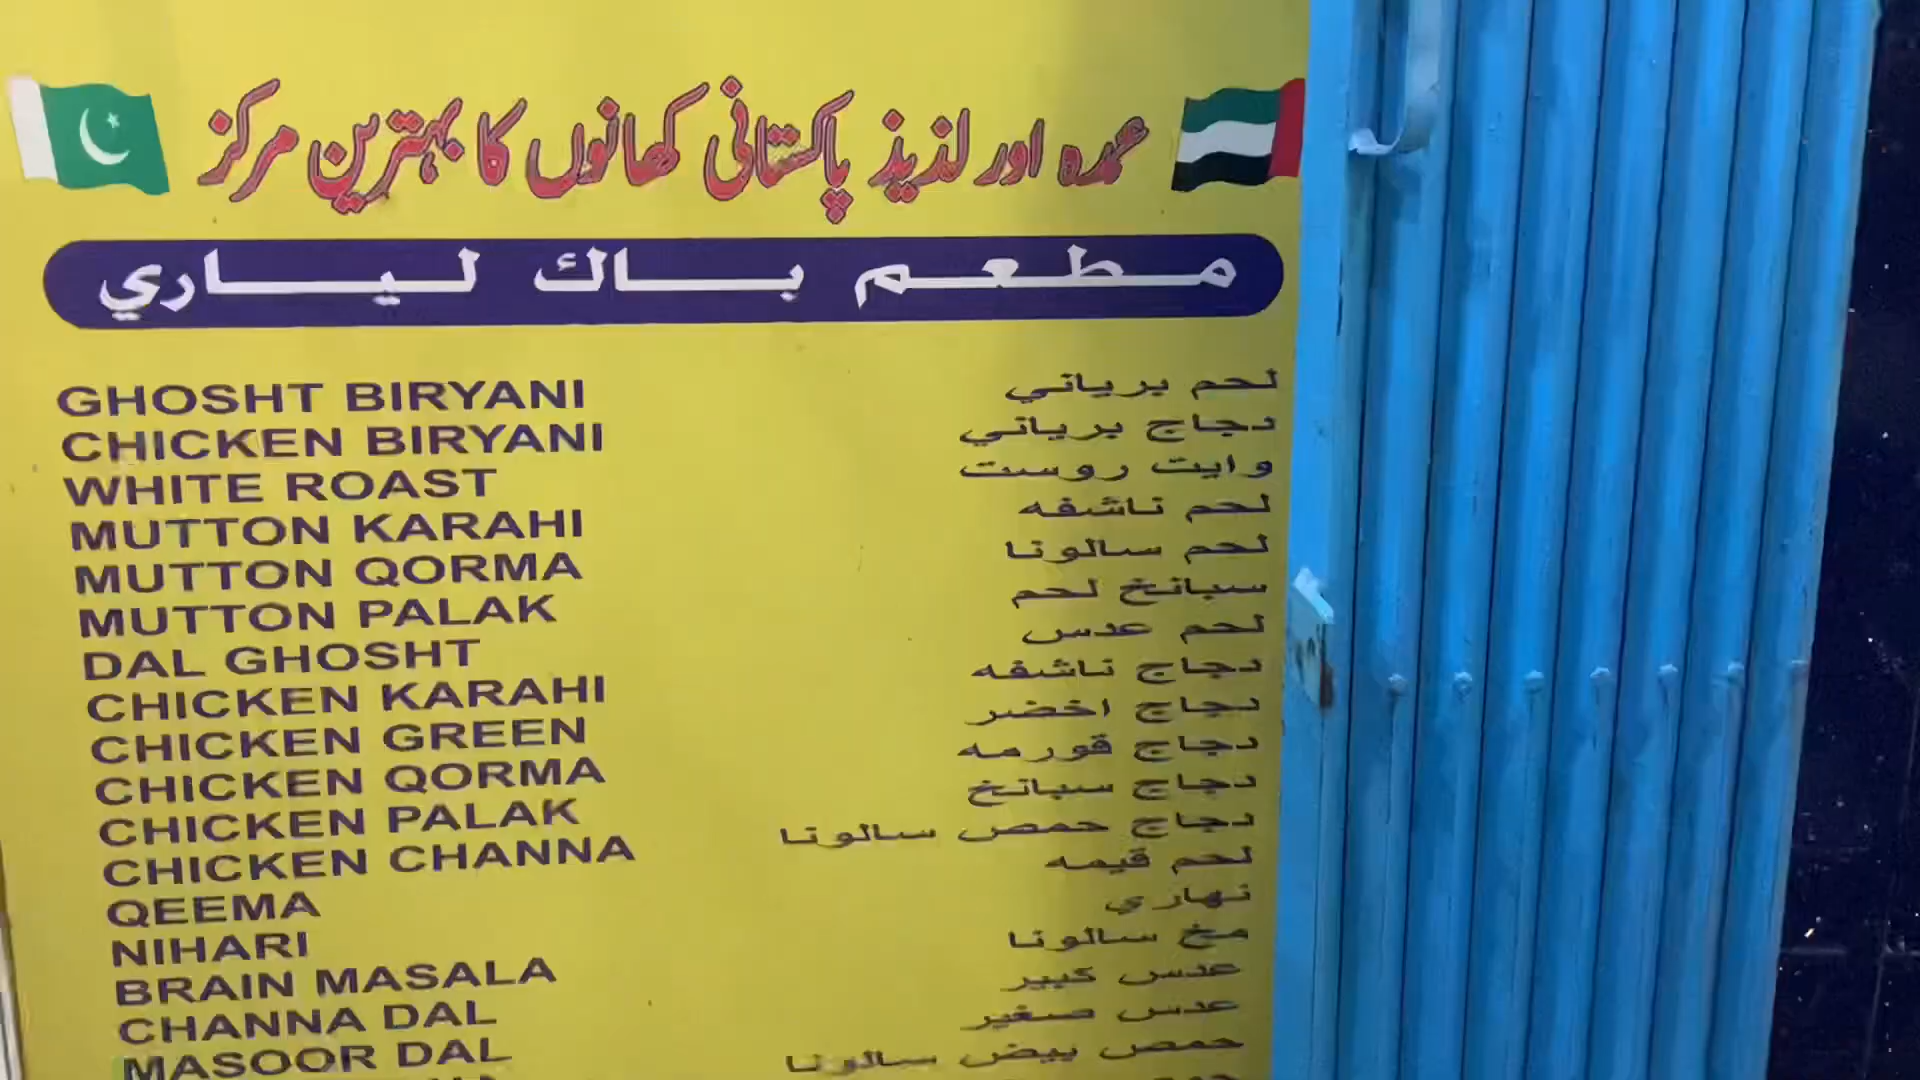 عمدہ اور لذیذ پاکستانی کھانوں کا بہترین مرکز
مطعم باك لياري
GHOSHT BIRYANI لحم برياني
CHICKEN BIRYANI دجاج برياني
WHITE ROAST وايت روست
MUTTON KARAHI لحم ناشفه
MUTTON QORMA لحم سالونا
MUTTON PALAK سبانخ لحم
DAL GHOSHT لحم عدس
CHICKEN KARAHI دجاج ناشفه
CHICKEN GREEN دجاج اخضر
CHICKEN QORMA دجاج قورمه
CHICKEN PALAK دجاج سبانخ
CHICKEN CHANNA دجاج حمص سالونا
QEEMA لحم قيمه
NIHARI نهاري
BRAIN MASALA مخ سالونا
CHANNA DAL عدس كبير
MASOOR DAL عدس صغير
حمص بيض سالونا